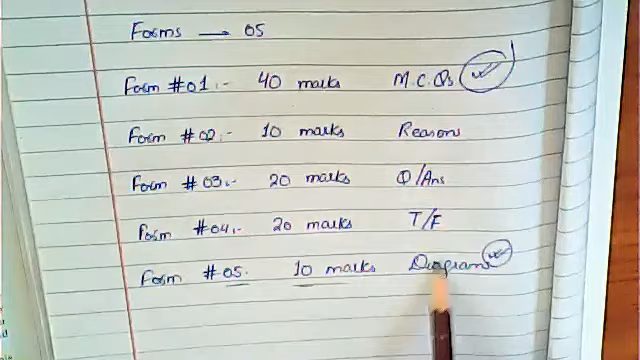 Forms → 05
Form #01:- 40 marks M.C.Qs
Form #02:- 10 marks Reasons
Form #03:- 20 marks Q/Ans
Form #04:- 20 marks T/F
Form #05. 10 marks Diagram